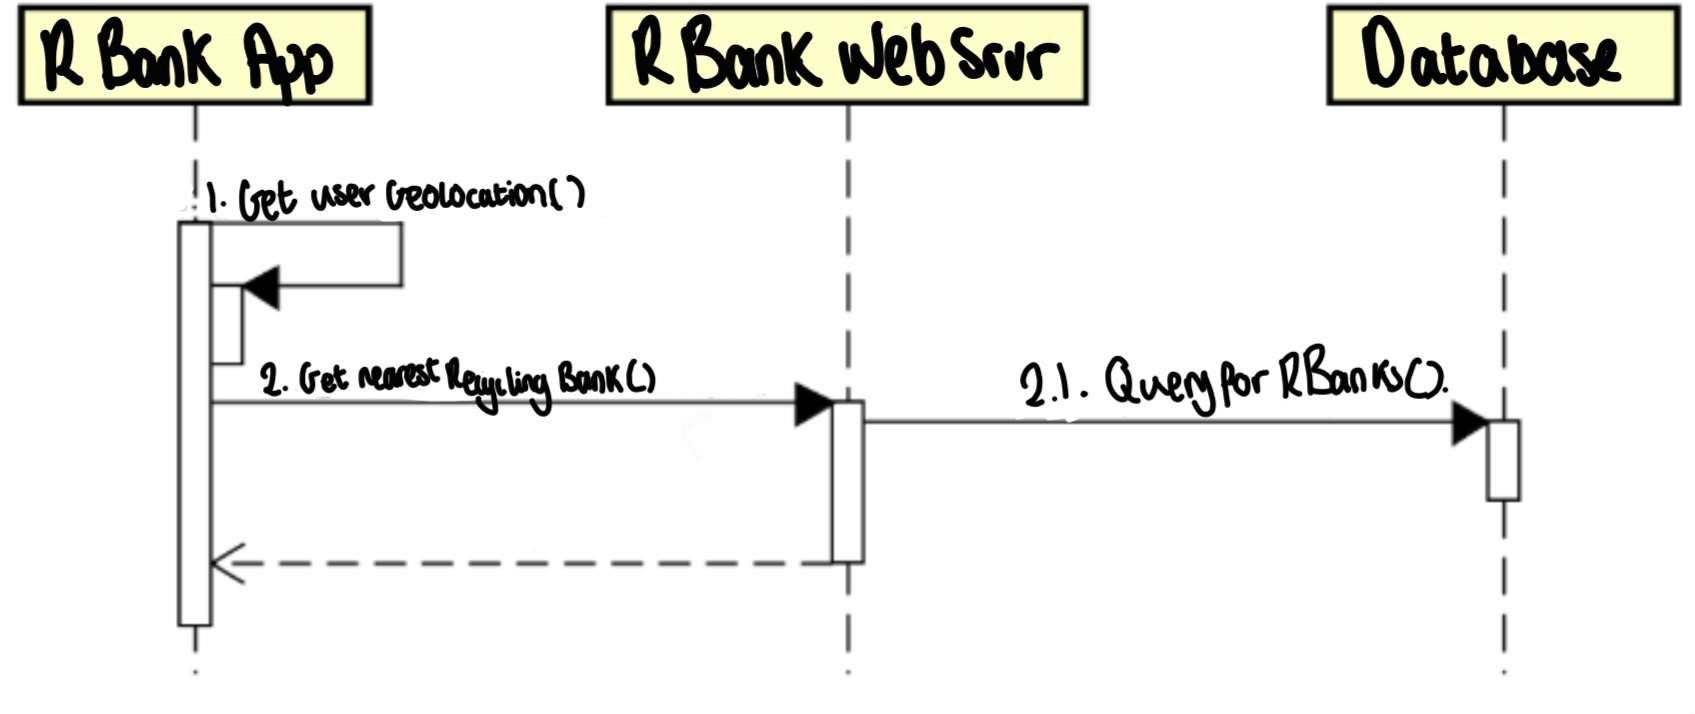 R Bank App
R Bank Web Srvr
Database
1. Get user Geolocation()
2. Get nearest Recycling Bank()
2.1. Query for RBanks().